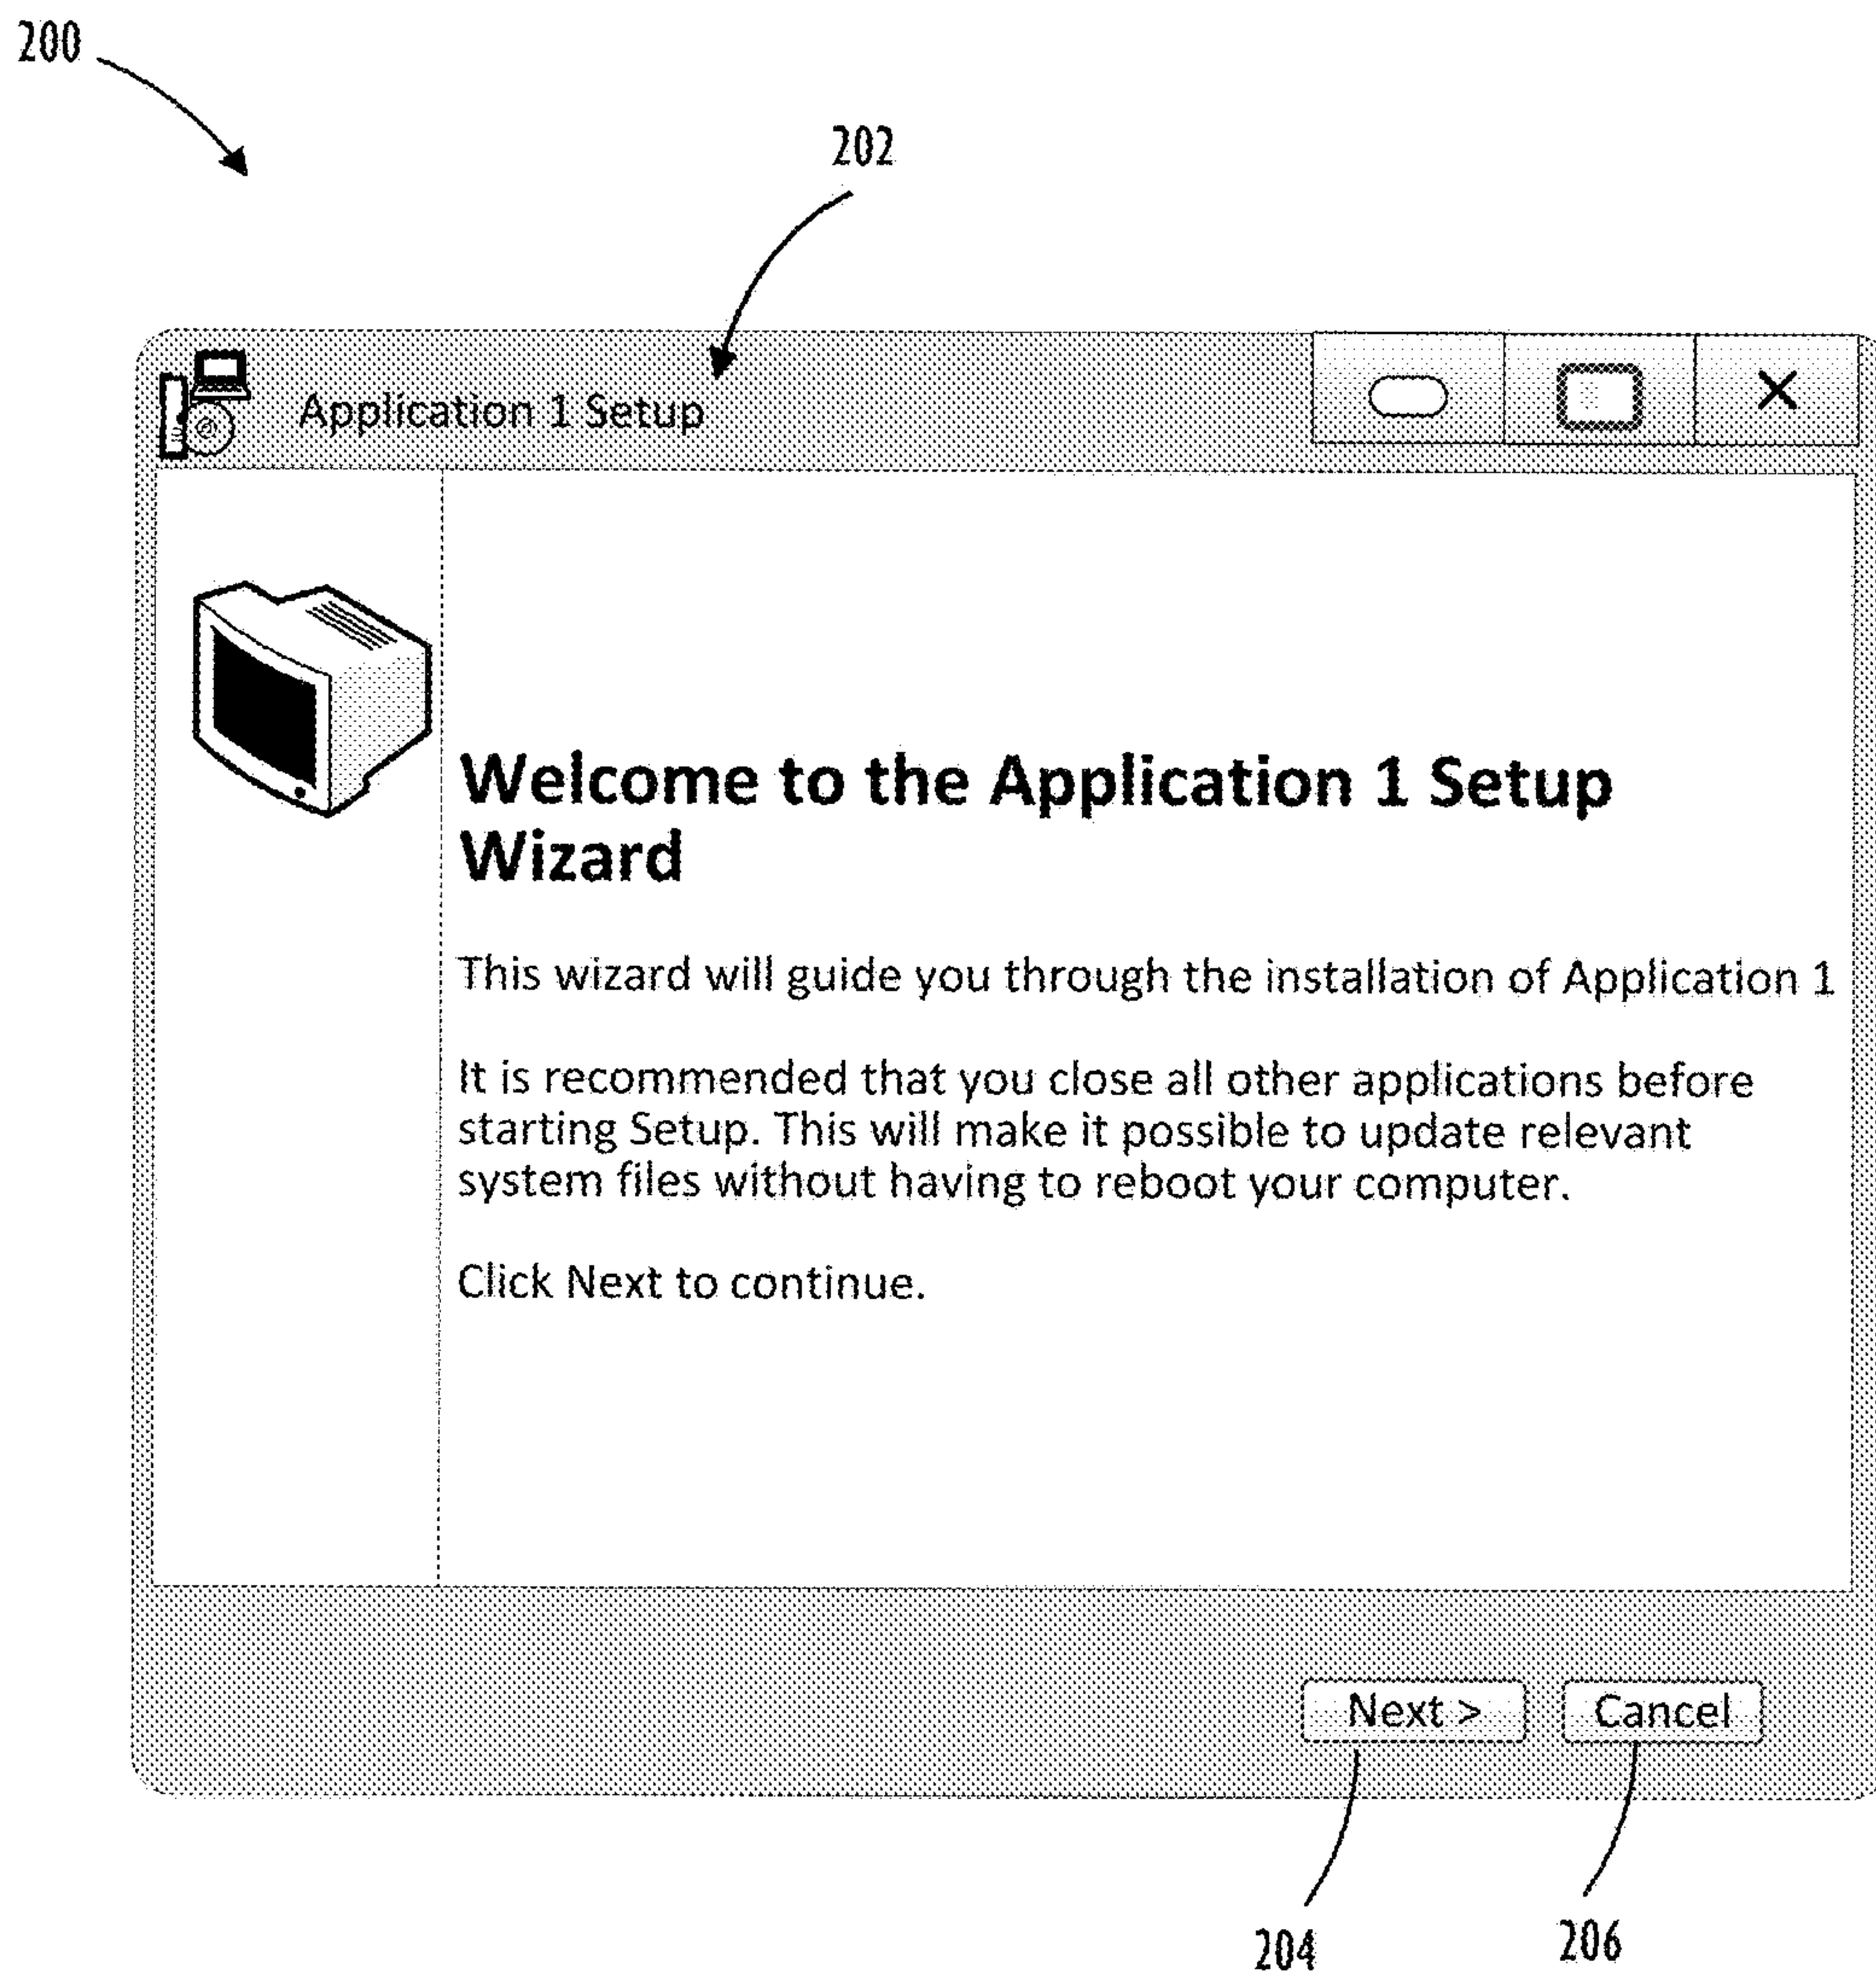 200
202
Application 1 Setup
Welcome to the Application 1 Setup
Wizard
This wizard will guide you through the installation of Application 1
It is recommended that you close all other applications before
starting Setup. This will make it possible to update relevant
system files without having to reboot your computer.
Click Next to continue.
Next >
Cancel
204
206